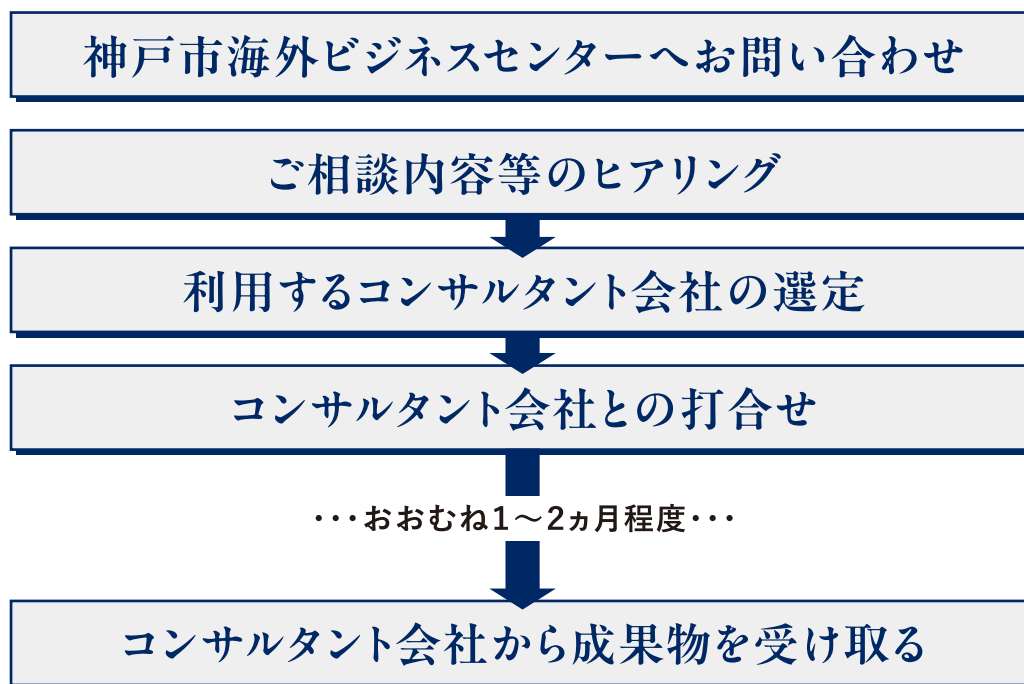 神戸市海外ビジネスセンターへお問い合わせ
ご相談内容等のヒアリング
利用するコンサルタント会社の選定
コンサルタント会社との打合せ
･･･おおむね1～2ヵ月程度･･･
コンサルタント会社から成果物を受け取る